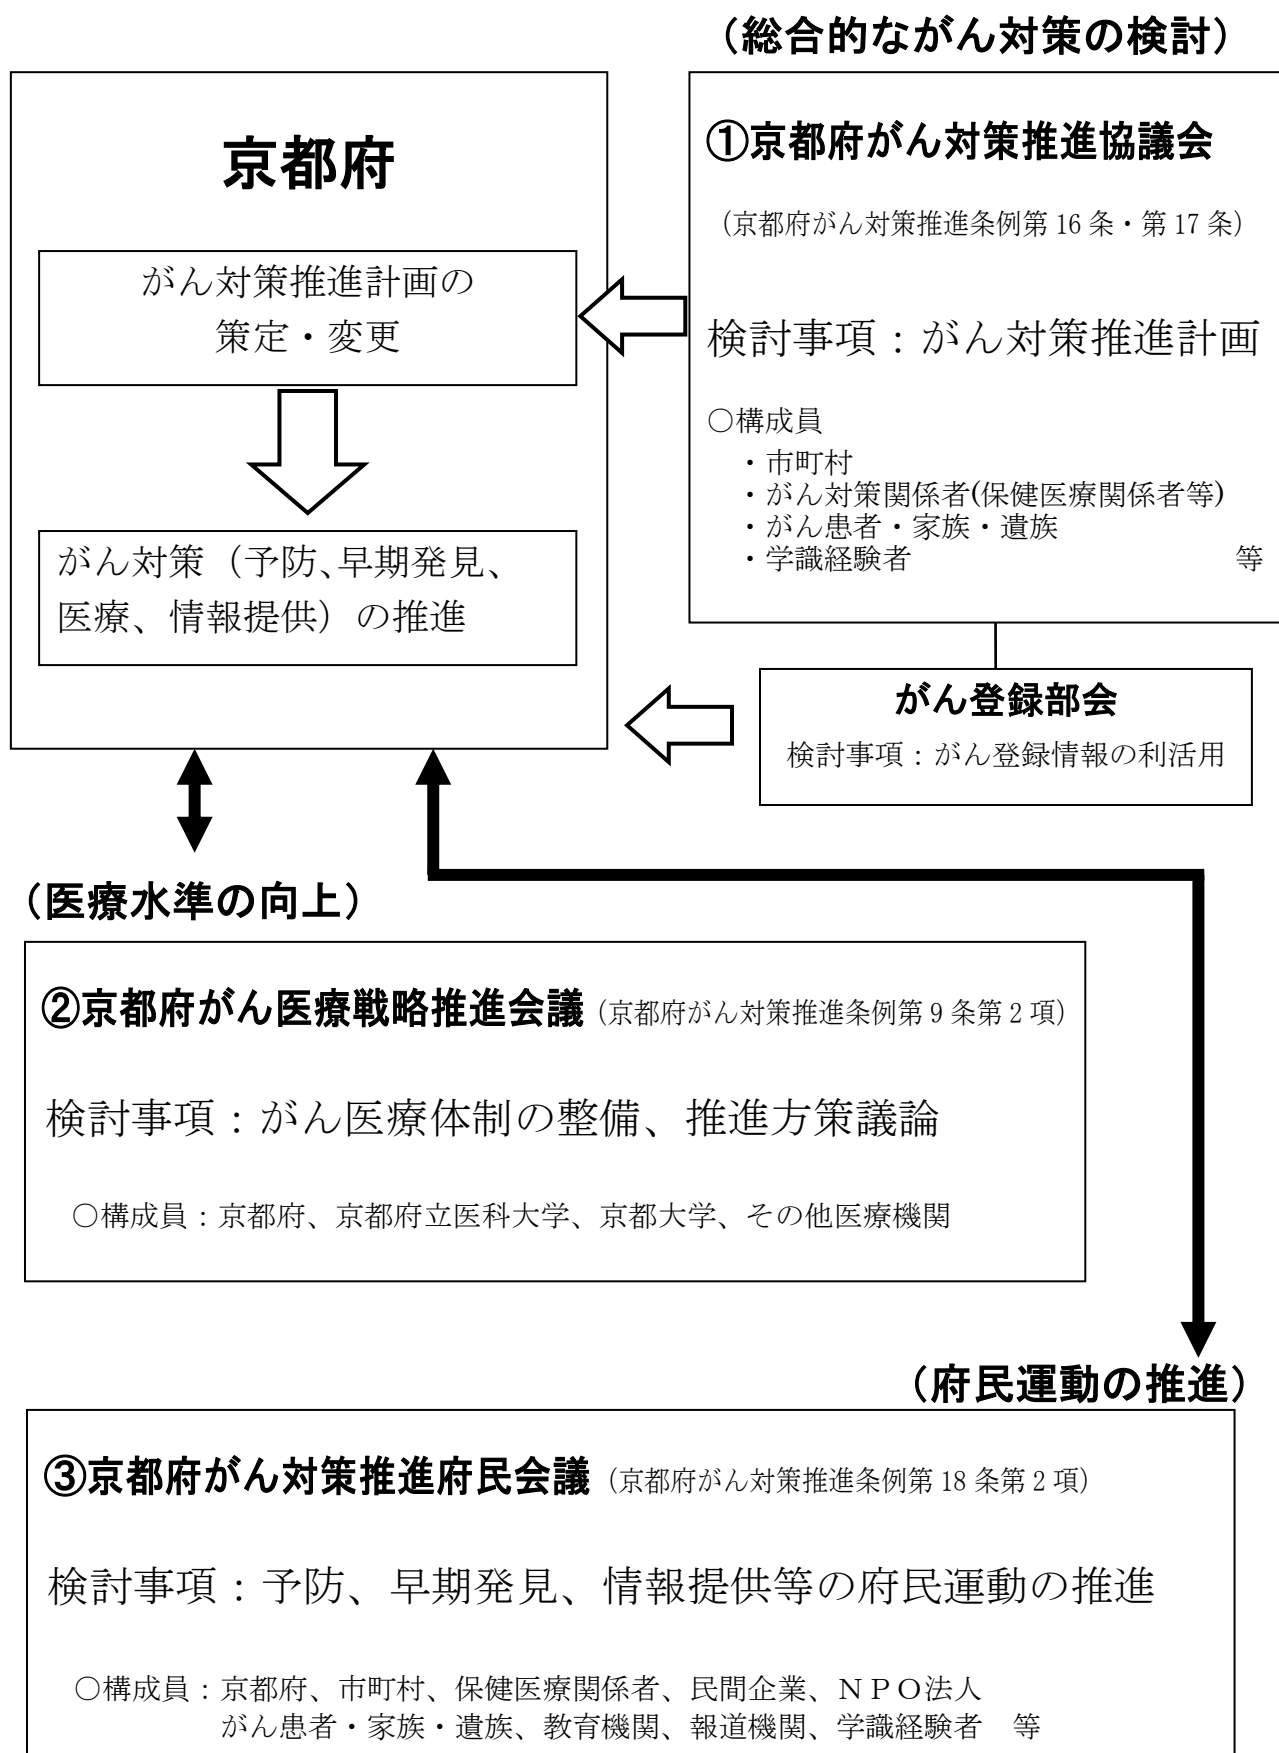 （総合的ながん対策の検討）
京都府
がん対策推進計画の
策定・変更
がん対策（予防、早期発見、
医療、情報提供）の推進
①京都府がん対策推進協議会
（京都府がん対策推進条例第16条・第17条）
検討事項：がん対策推進計画
○構成員
・市町村
・がん対策関係者(保健医療関係者等)
・がん患者・家族・遺族
・学識経験者　等
がん登録部会
検討事項：がん登録情報の利活用
（医療水準の向上）
②京都府がん医療戦略推進会議（京都府がん対策推進条例第9条第2項）
検討事項：がん医療体制の整備、推進方策議論
○構成員：京都府、京都府立医科大学、京都大学、その他医療機関
（府民運動の推進）
③京都府がん対策推進府民会議（京都府がん対策推進条例第18条第2項）
検討事項：予防、早期発見、情報提供等の府民運動の推進
○構成員：京都府、市町村、保健医療関係者、民間企業、ＮＰＯ法人
がん患者・家族・遺族、教育機関、報道機関、学識経験者　等